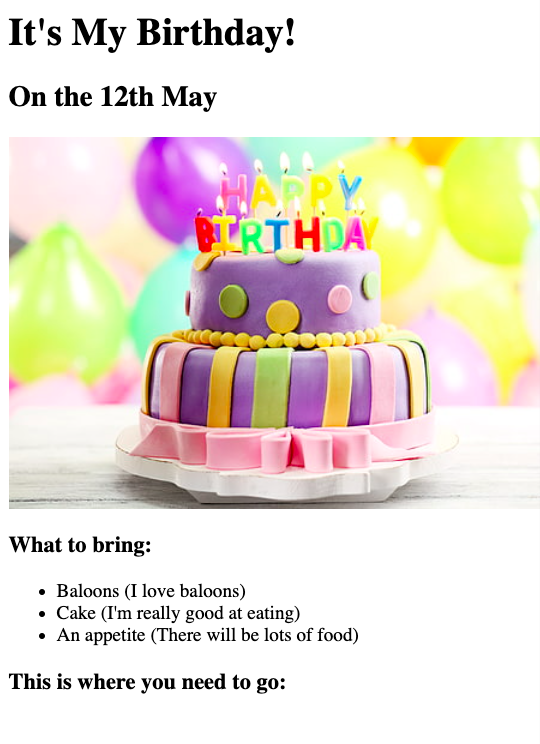 It's My Birthday!
On the 12th May
HAPPY
BIRTHDAY
What to bring:
Baloons (I love baloons)
Cake (I'm really good at eating)
An appetite (There will be lots of food)
This is where you need to go: